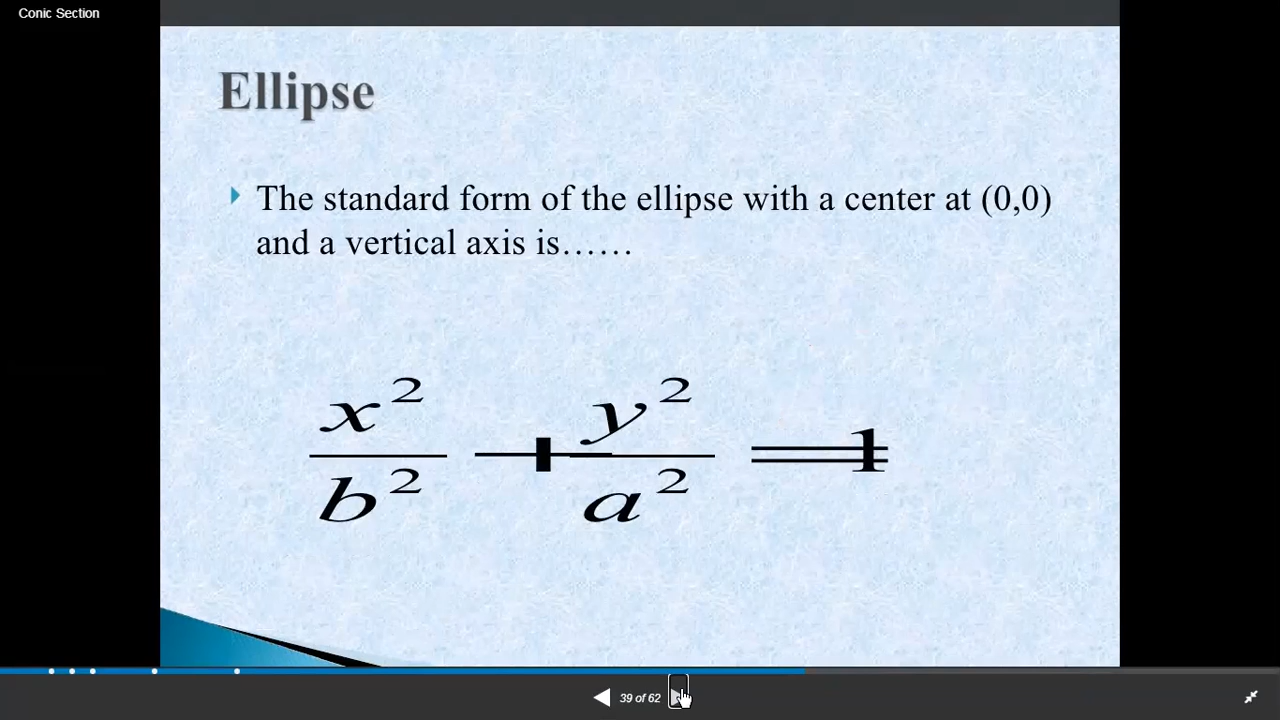 Conic Section
Ellipse
The standard form of the ellipse with a center at (0,0)
and a vertical axis is……
x²/b² + y²/a² = 1
39 of 62